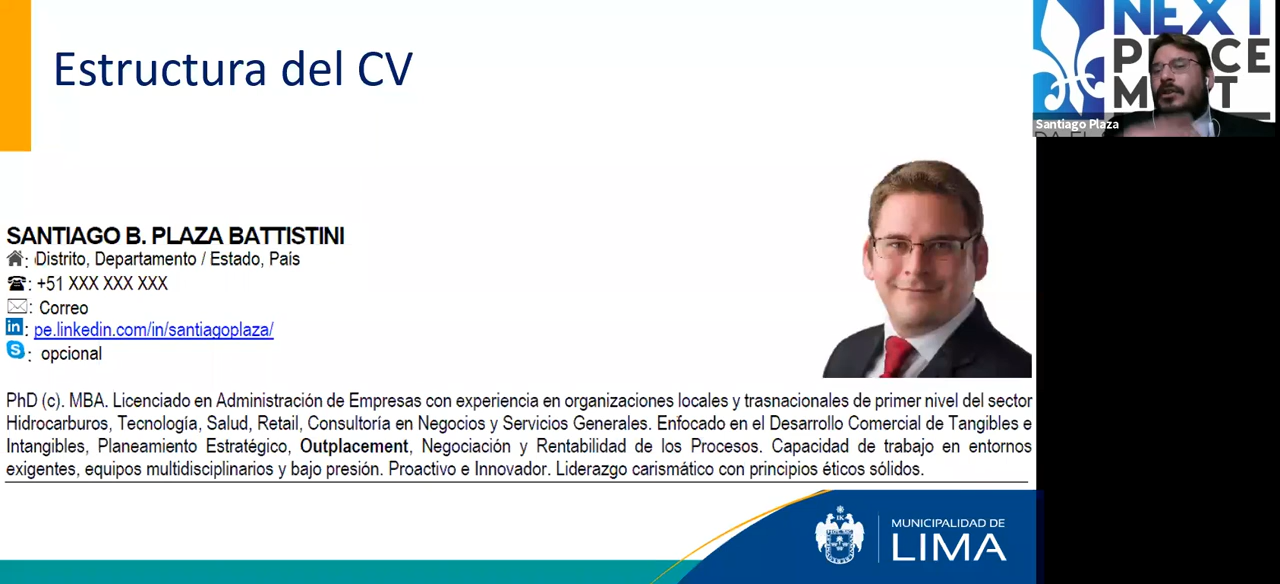 Estructura del CV
NEXT
PLACE
M T
Santiago Plaza
SANTIAGO B. PLAZA BATTISTINI
: Distrito, Departamento / Estado, País
: +51 XXX XXX XXX
: Correo
in : pe.linkedin.com/in/santiagoplaza/
S : opcional
PhD (c). MBA. Licenciado en Administración de Empresas con experiencia en organizaciones locales y trasnacionales de primer nivel del sector
Hidrocarburos, Tecnología, Salud, Retail, Consultoría en Negocios y Servicios Generales. Enfocado en el Desarrollo Comercial de Tangibles e
Intangibles, Planeamiento Estratégico, Outplacement, Negociación y Rentabilidad de los Procesos. Capacidad de trabajo en entornos
exigentes, equipos multidisciplinarios y bajo presión. Proactivo e Innovador. Liderazgo carismático con principios éticos sólidos.
MUNICIPALIDAD DE
LIMA